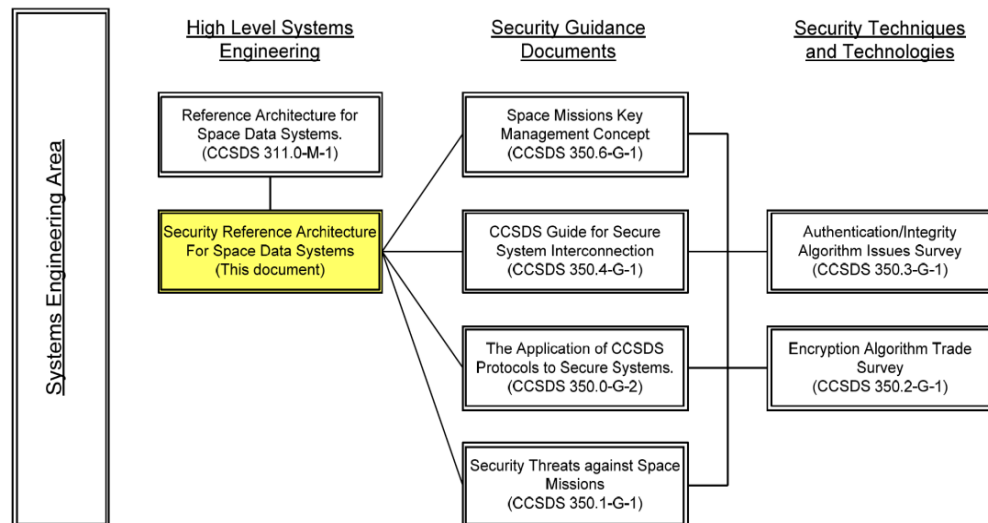 Systems Engineering Area
High Level Systems
Engineering
Reference Architecture for
Space Data Systems.
(CCSDS 311.0-M-1)
Security Reference Architecture
For Space Data Systems
(This document)
Security Guidance
Documents
Space Missions Key
Management Concept
(CCSDS 350.6-G-1)
CCSDS Guide for Secure
System Interconnection
(CCSDS 350.4-G-1)
The Application of CCSDS
Protocols to Secure Systems.
(CCSDS 350.0-G-2)
Security Threats against Space
Missions
(CCSDS 350.1-G-1)
Security Techniques
and Technologies
Authentication/Integrity
Algorithm Issues Survey
(CCSDS 350.3-G-1)
Encryption Algorithm Trade
Survey
(CCSDS 350.2-G-1)